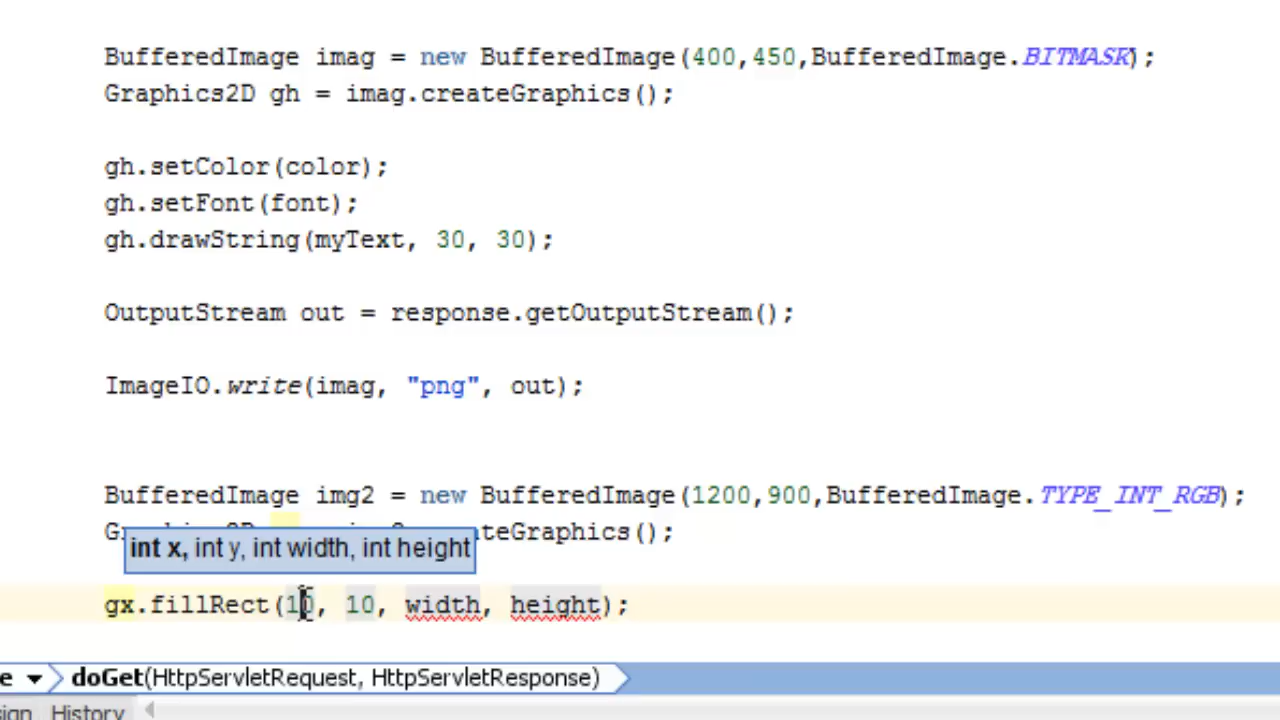 BufferedImage imag = new BufferedImage(400,450,BufferedImage.BITMASK);
Graphics2D gh = imag.createGraphics();
gh.setColor(color);
gh.setFont(font);
gh.drawString(myText, 30, 30);
OutputStream out = response.getOutputStream();
ImageIO.write(imag, "png", out);
BufferedImage img2 = new BufferedImage(1200,900,BufferedImage.TYPE_INT_RGB);
teGraphics();
int x, int y, int width, int height
gx.fillRect(10, 10, width, height);
e doGet(HttpServletRequest, HttpServletResponse)
sign History